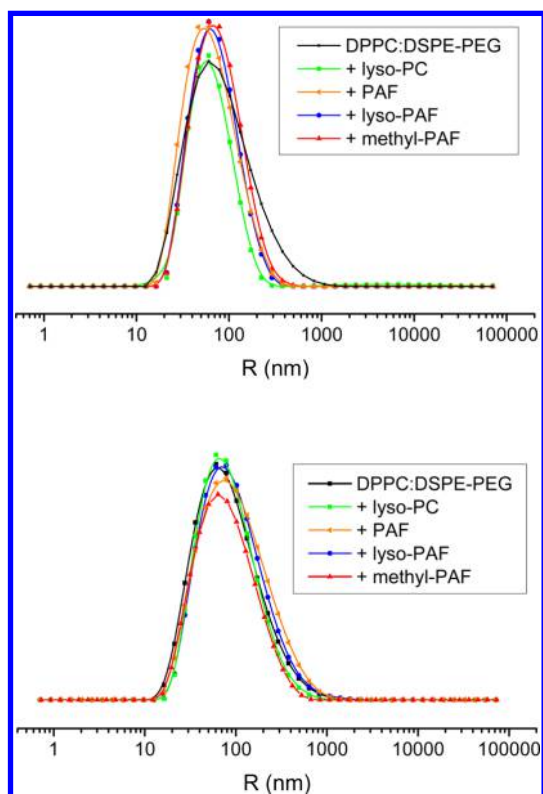 DPPC:DSPE-PEG
+ lyso-PC
+ PAF
+ lyso-PAF
+ methyl-PAF
1 10 100 1000 10000 100000
R (nm)
DPPC:DSPE-PEG
+ lyso-PC
+ PAF
+ lyso-PAF
+ methyl-PAF
1 10 100 1000 10000 100000
R (nm)